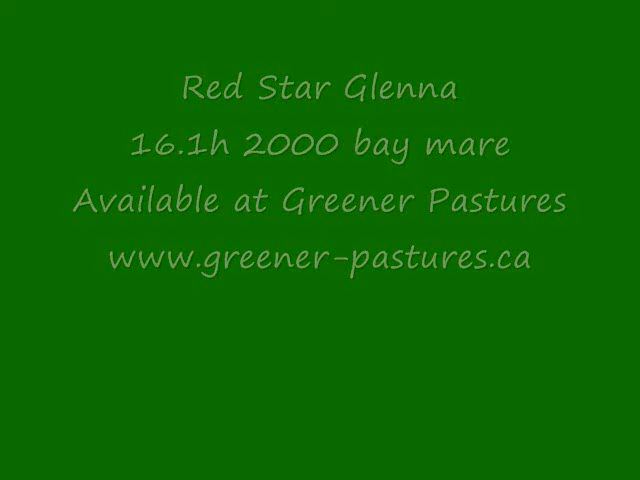 Red Star Glenna
16.1h 2000 bay mare
Available at Greener Pastures
www.greener-pastures.ca